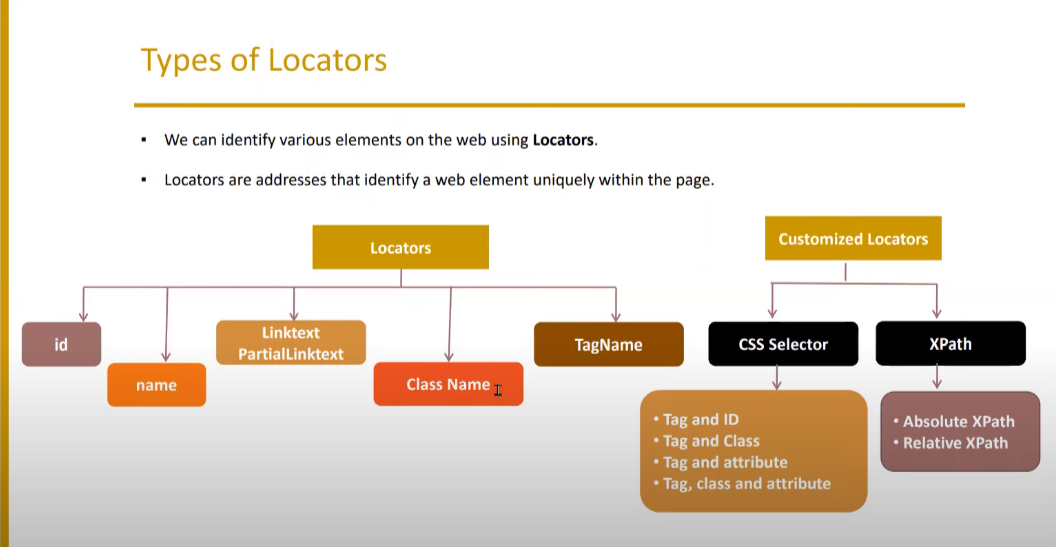 Types of Locators
▪ We can identify various elements on the web using Locators.
▪ Locators are addresses that identify a web element uniquely within the page.
Locators
Customized Locators
id
name
Linktext
PartialLinktext
Class Name
TagName
CSS Selector
XPath
• Tag and ID
• Tag and Class
• Tag and attribute
• Tag, class and attribute
• Absolute XPath
• Relative XPath